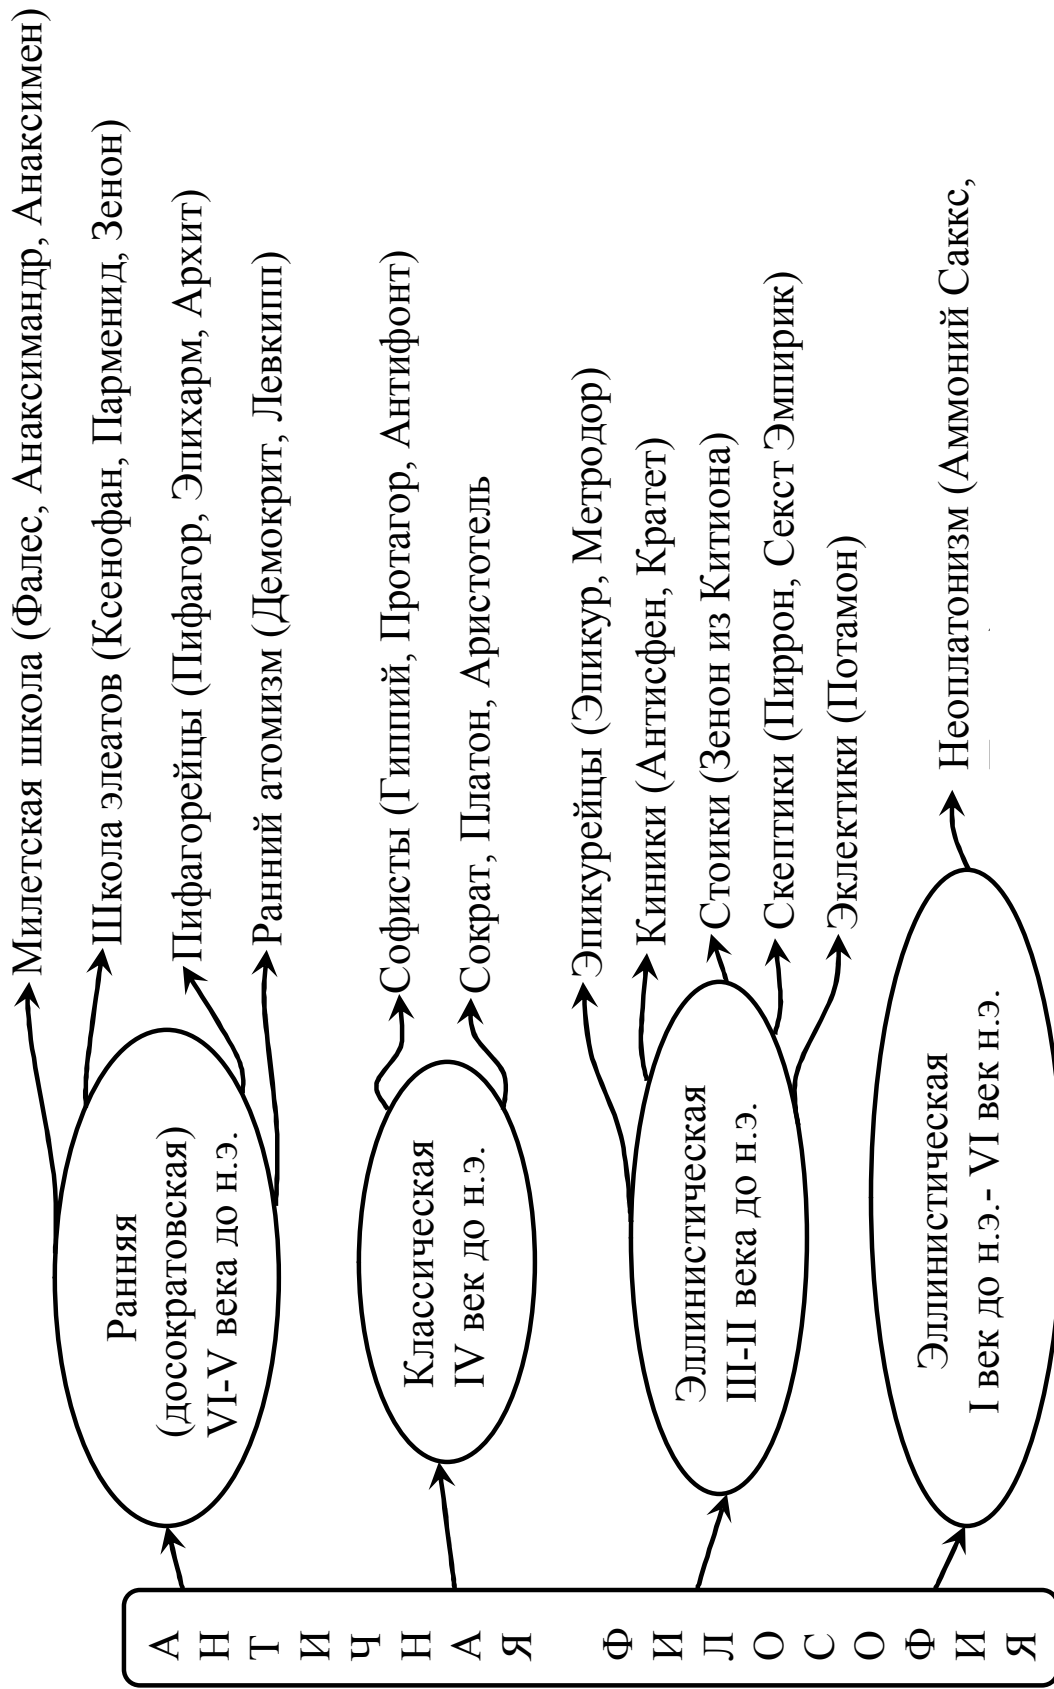 АНТИЧНАЯ ФИЛОСОФИЯ
Ранняя
(досократовская)
VI-V века до н.э.
Милетская школа (Фалес, Анаксимандр, Анаксимен)
Школа элеатов (Ксенофан, Парменид, Зенон)
Пифагорейцы (Пифагор, Эпихарм, Архит)
Ранний атомизм (Демокрит, Левкипп)
Классическая
IV век до н.э.
Софисты (Гиппий, Протагор, Антифонт)
Сократ, Платон, Аристотель
Эллинистическая
III-II века до н.э.
Эпикурейцы (Эпикур, Метродор)
Киники (Антисфен, Кратет)
Стоики (Зенон из Китиона)
Скептики (Пиррон, Секст Эмпирик)
Эклектики (Потамон)
Эллинистическая
I век до н.э.- VI век н.э.
Неоплатонизм (Аммоний Саккс,